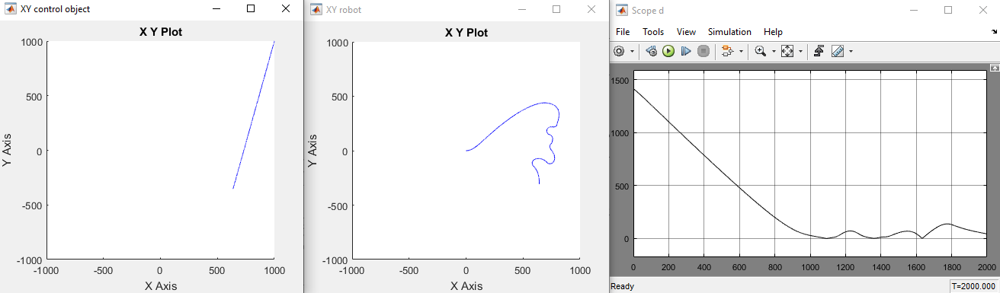 XY control object
X Y Plot
1000
500
0
-500
-1000
Y Axis
-1000
-500
0
500
1000
X Axis
XY robot
X Y Plot
1000
500
0
-500
-1000
Y Axis
-1000
-500
0
500
1000
X Axis
Scope d
File Tools View Simulation Help
1500
1000
500
0
0 200 400 600 800 1000 1200 1400 1600 1800 2000
Ready
T=2000.000